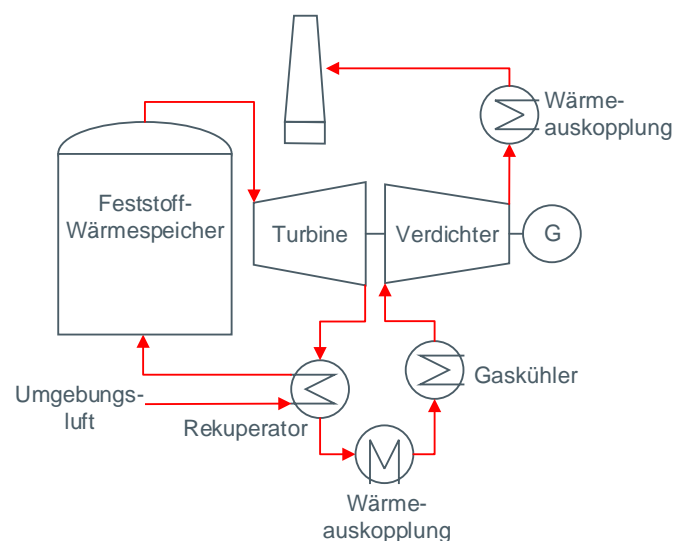 Wärme-
auskopplung
Feststoff-
Wärmespeicher
Turbine
Verdichter
G
Gaskühler
Umgebungs-
luft
Rekuperator
Wärme-
auskopplung